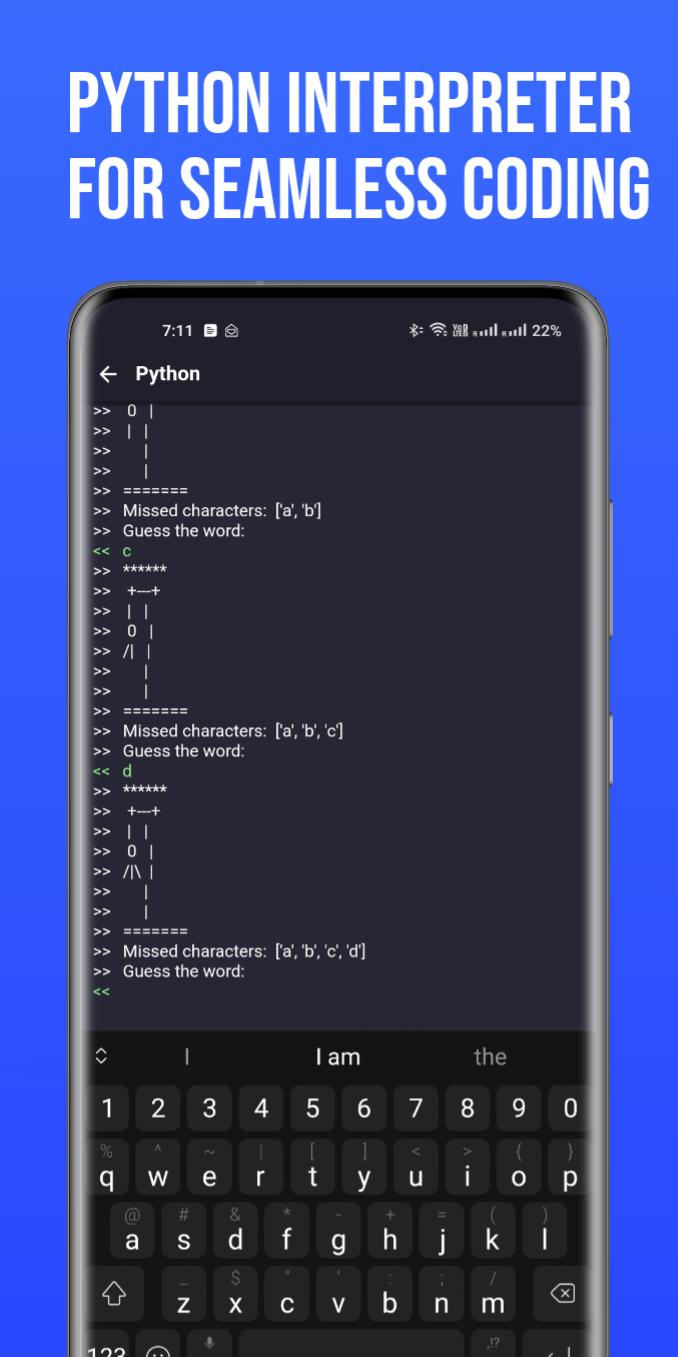 PYTHON INTERPRETER
FOR SEAMLESS CODING
7:11 22%
Python
>> 0 |
>> | |
>> |
>> |
>> =======
>> Missed characters: ['a', 'b']
>> Guess the word:
<< c
>> ******
>> +---+
>> | |
>> 0 |
>> /| |
>> |
>> |
>> =======
>> Missed characters: ['a', 'b', 'c']
>> Guess the word:
<< d
>> ******
>> +---+
>> | |
>> 0 |
>> /|\ |
>> |
>> |
>> =======
>> Missed characters: ['a', 'b', 'c', 'd']
>> Guess the word:
<<
I I am the
1 2 3 4 5 6 7 8 9 0
% ^ ~ | [ ] < > { }
q w e r t y u i o p
@ # & * - + = ( )
a s d f g h j k l
_ $ " ' : ; /
z x c v b n m
,!?
123